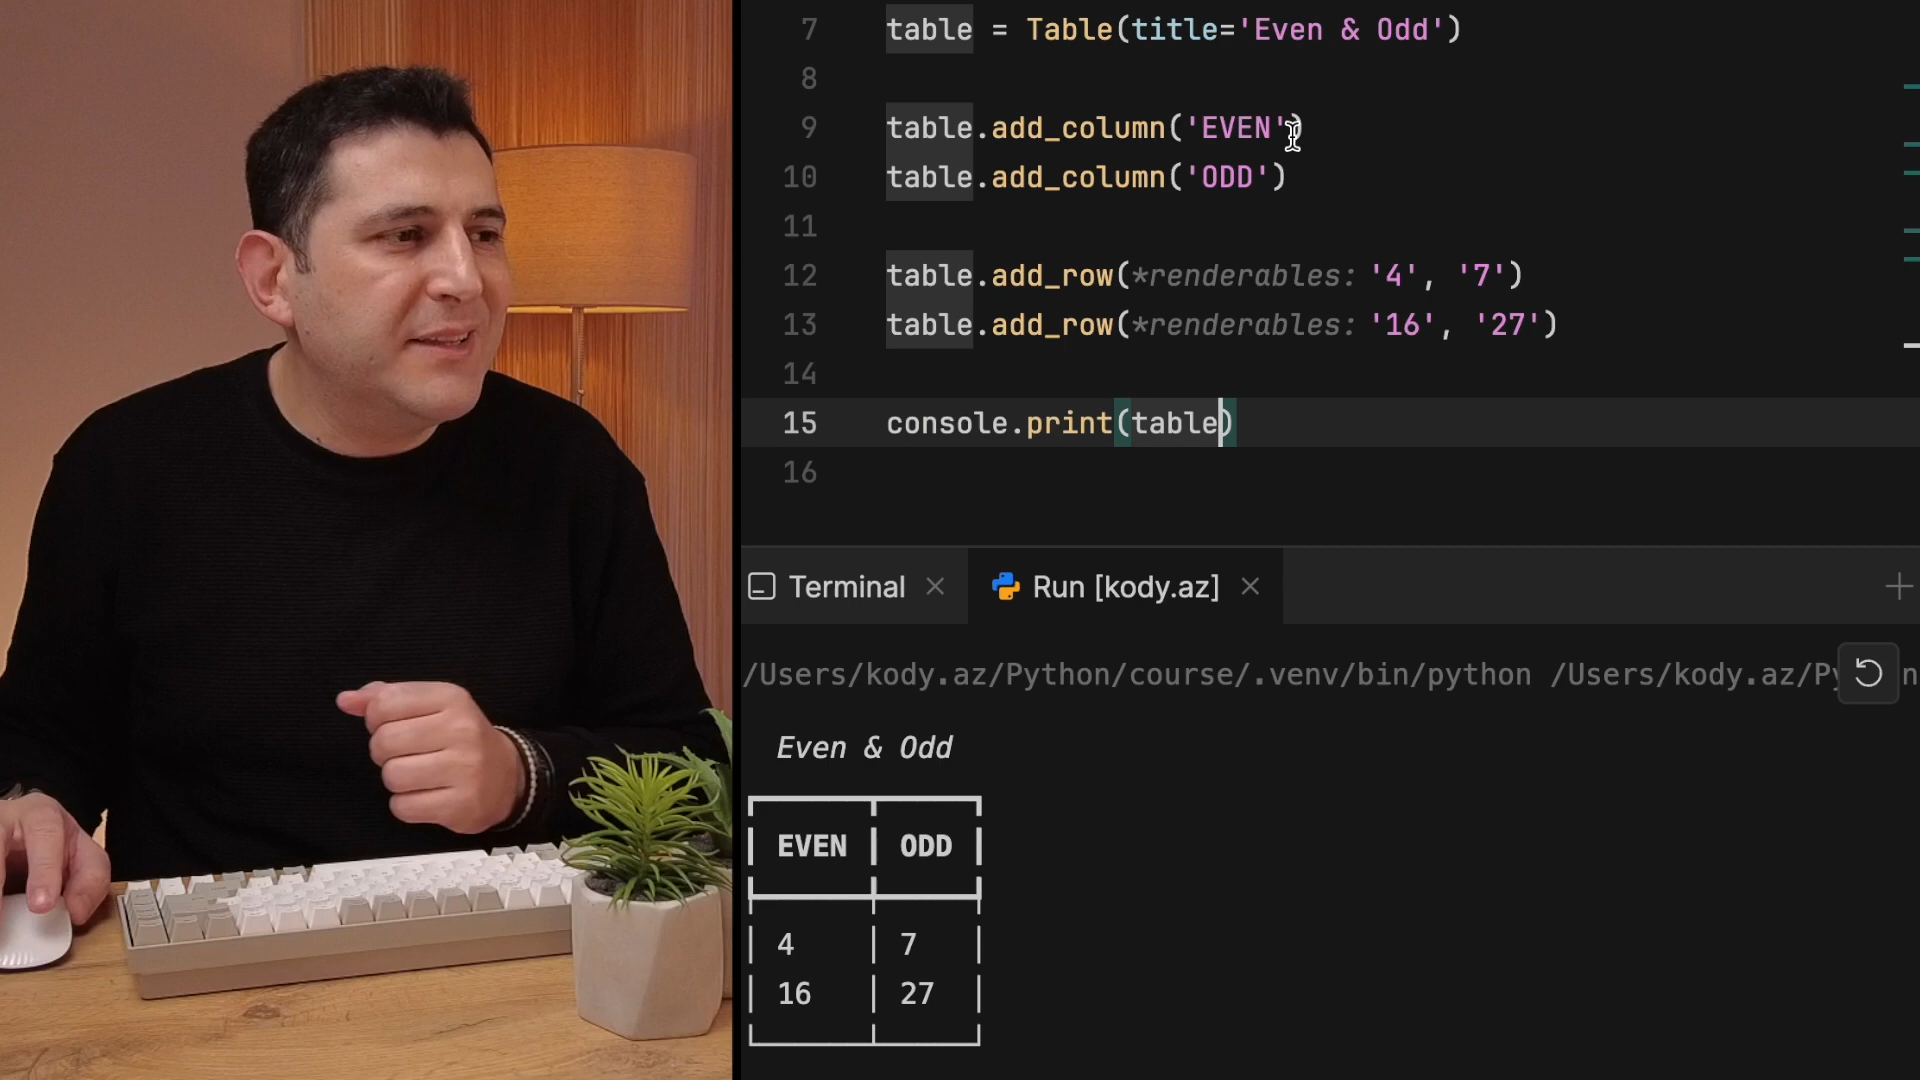 7 table = Table(title='Even & Odd')
8
9 table.add_column('EVEN')
10 table.add_column('ODD')
11
12 table.add_row(*renderables: '4', '7')
13 table.add_row(*renderables: '16', '27')
14
15 console.print(table)
16
Terminal × Run [kody.az] × +
/Users/kody.az/Python/course/.venv/bin/python /Users/kody.az/Py
Even & Odd
EVEN ODD
4 7
16 27